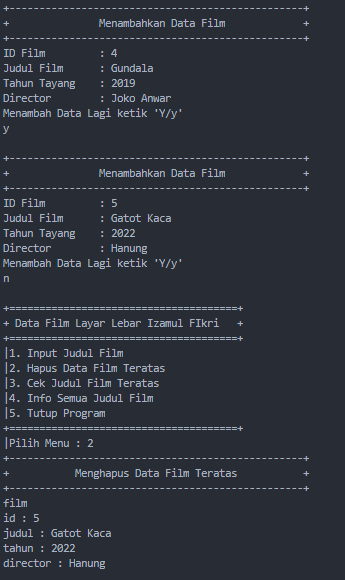 +-------------------------------------------------+
+               Menambahkan Data Film             +
+-------------------------------------------------+
ID Film         : 4
Judul Film      : Gundala
Tahun Tayang    : 2019
Director        : Joko Anwar
Menambah Data Lagi ketik 'Y/y'
y

+-------------------------------------------------+
+               Menambahkan Data Film             +
+-------------------------------------------------+
ID Film         : 5
Judul Film      : Gatot Kaca
Tahun Tayang    : 2022
Director        : Hanung
Menambah Data Lagi ketik 'Y/y'
n

+======================================+
+ Data Film Layar Lebar Izamul FIkri   +
+======================================+
|1. Input Judul Film
|2. Hapus Data Film Teratas
|3. Cek Judul Film Teratas
|4. Info Semua Judul Film
|5. Tutup Program
+======================================+
|Pilih Menu : 2
+-------------------------------------------------+
+           Menghapus Data Film Teratas           +
+-------------------------------------------------+
film
id : 5
judul : Gatot Kaca
tahun : 2022
director : Hanung